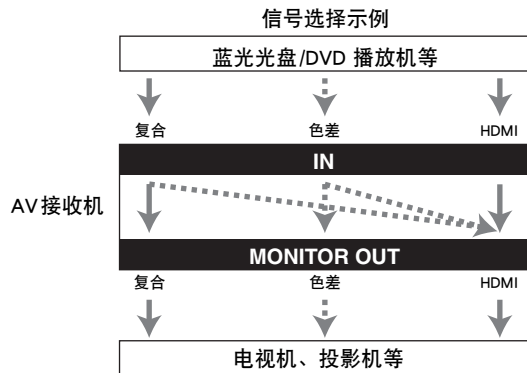 信号选择示例
蓝光光盘/DVD 播放机等
复合 色差 HDMI
IN
AV接收机
MONITOR OUT
复合 色差 HDMI
电视机、投影机等